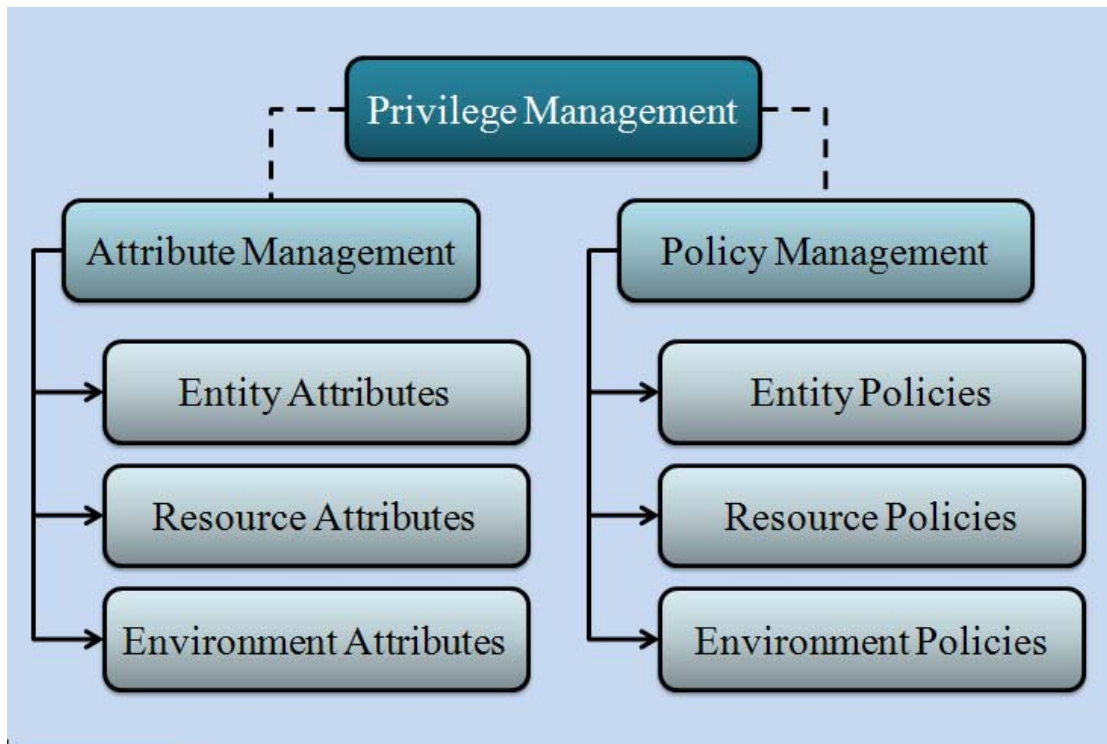 Privilege Management
Attribute Management
Policy Management
Entity Attributes
Entity Policies
Resource Attributes
Resource Policies
Environment Attributes
Environment Policies